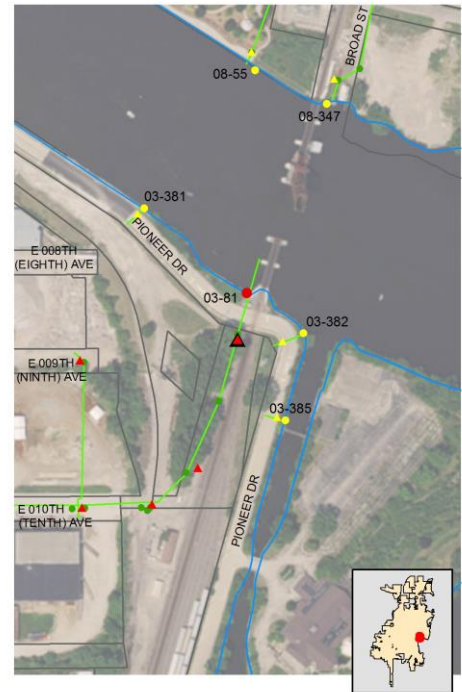 BROAD ST
08-55
08-347
03-381
PIONEER DR
E 008TH
(EIGHTH) AVE
03-81
03-382
E 009TH
(NINTH) AVE
03-385
PIONEER DR
E 010TH
(TENTH) AVE